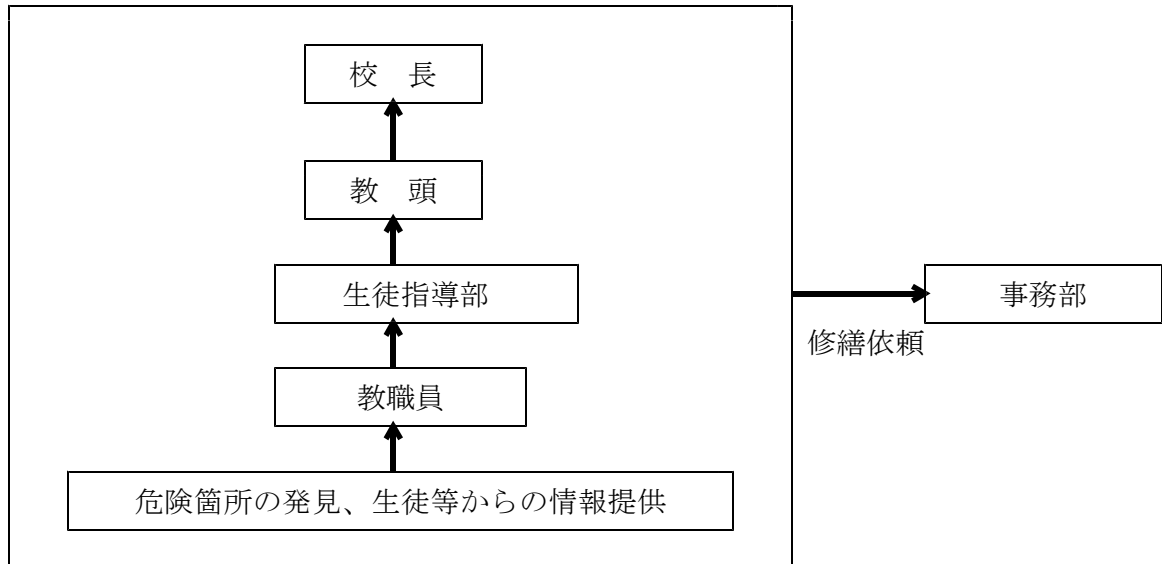 校　長
教　頭
生徒指導部
事務部
修繕依頼
教職員
危険箇所の発見、生徒等からの情報提供